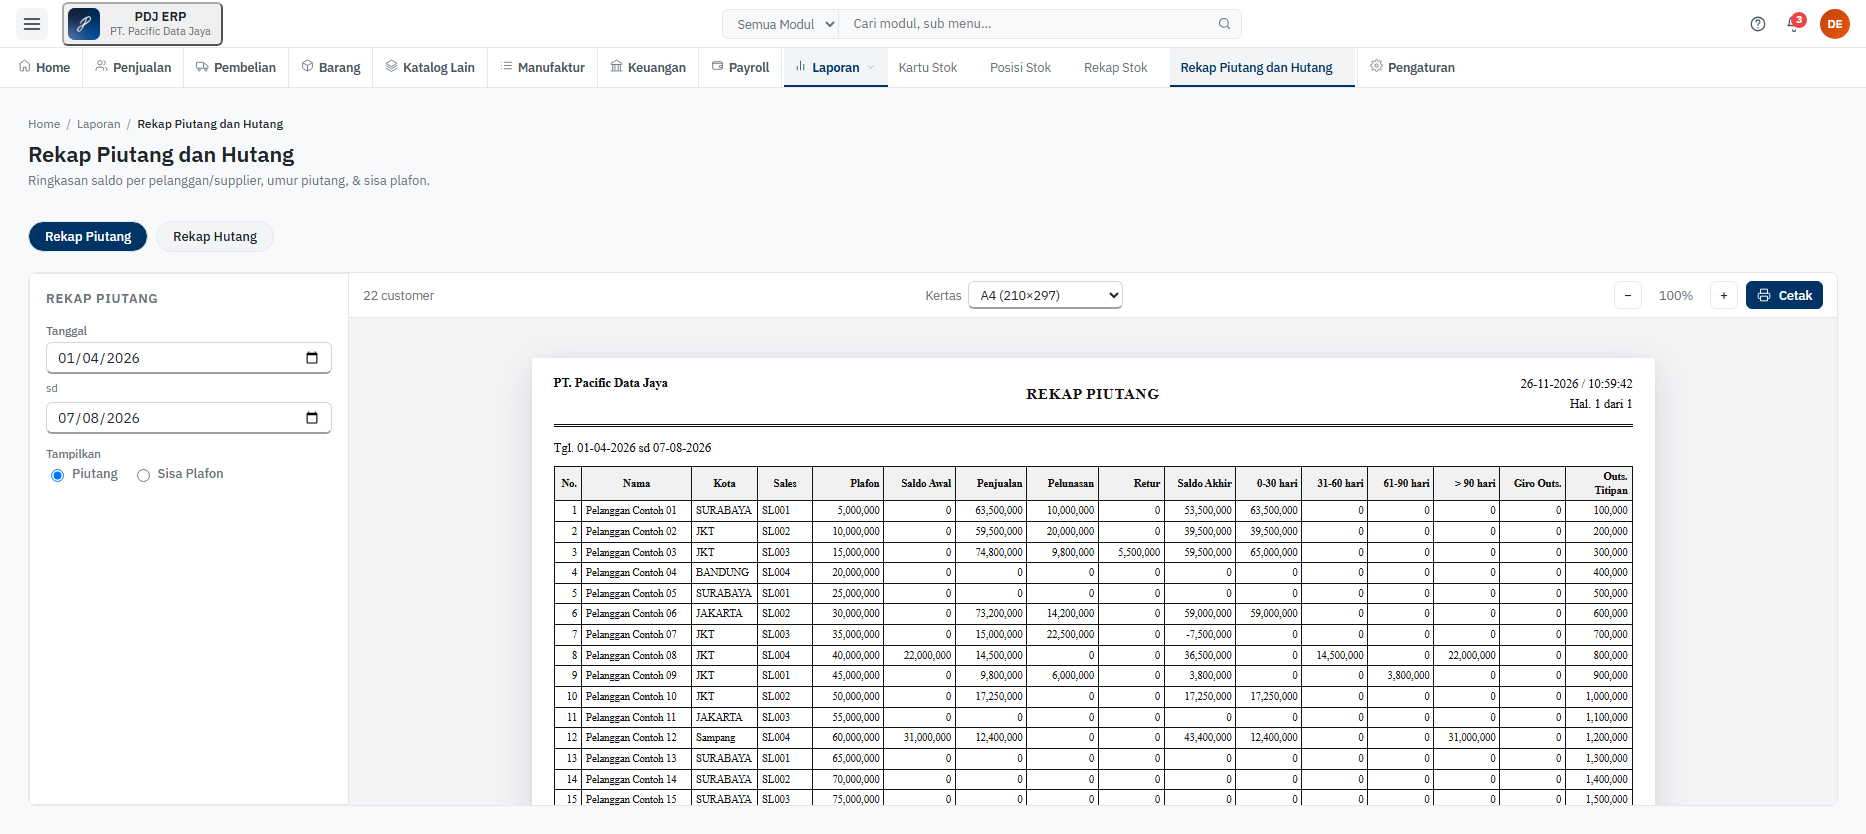 PDJ ERP
PT. Pacific Data Jaya
Semua Modul
Cari modul, sub menu...
3
DE
Home
Penjualan
Pembelian
Barang
Katalog Lain
Manufaktur
Keuangan
Payroll
Laporan
Kartu Stok
Posisi Stok
Rekap Stok
Rekap Piutang dan Hutang
Pengaturan
Home / Laporan / Rekap Piutang dan Hutang
Rekap Piutang dan Hutang
Ringkasan saldo per pelanggan/supplier, umur piutang, & sisa plafon.
Rekap Piutang
Rekap Hutang
REKAP PIUTANG
Tanggal
01/04/2026
sd
07/08/2026
Tampilkan
Piutang
Sisa Plafon
22 customer
Kertas
A4 (210×297)
−
100%
+
Cetak
PT. Pacific Data Jaya
REKAP PIUTANG
26-11-2026 / 10:59:42
Hal. 1 dari 1
Tgl. 01-04-2026 sd 07-08-2026
No. Nama Kota Sales Plafon Saldo Awal Penjualan Pelunasan Retur Saldo Akhir 0-30 hari 31-60 hari 61-90 hari > 90 hari Giro Outs. Outs. Titipan
1 Pelanggan Contoh 01 SURABAYA SL001 5,000,000 0 63,500,000 10,000,000 0 53,500,000 63,500,000 0 0 0 0 100,000
2 Pelanggan Contoh 02 JKT SL002 10,000,000 0 59,500,000 20,000,000 0 39,500,000 39,500,000 0 0 0 0 200,000
3 Pelanggan Contoh 03 JKT SL003 15,000,000 0 74,800,000 9,800,000 5,500,000 59,500,000 65,000,000 0 0 0 0 300,000
4 Pelanggan Contoh 04 BANDUNG SL004 20,000,000 0 0 0 0 0 0 0 0 0 0 400,000
5 Pelanggan Contoh 05 SURABAYA SL001 25,000,000 0 0 0 0 0 0 0 0 0 0 500,000
6 Pelanggan Contoh 06 JAKARTA SL002 30,000,000 0 73,200,000 14,200,000 0 59,000,000 59,000,000 0 0 0 0 600,000
7 Pelanggan Contoh 07 JKT SL003 35,000,000 0 15,000,000 22,500,000 0 -7,500,000 0 0 0 0 0 700,000
8 Pelanggan Contoh 08 JKT SL004 40,000,000 22,000,000 14,500,000 0 0 36,500,000 0 14,500,000 0 22,000,000 0 800,000
9 Pelanggan Contoh 09 JKT SL001 45,000,000 0 9,800,000 6,000,000 0 3,800,000 0 0 3,800,000 0 0 900,000
10 Pelanggan Contoh 10 JKT SL002 50,000,000 0 17,250,000 0 0 17,250,000 17,250,000 0 0 0 0 1,000,000
11 Pelanggan Contoh 11 JAKARTA SL003 55,000,000 0 0 0 0 0 0 0 0 0 0 1,100,000
12 Pelanggan Contoh 12 Sampang SL004 60,000,000 31,000,000 12,400,000 0 0 43,400,000 12,400,000 0 0 31,000,000 0 1,200,000
13 Pelanggan Contoh 13 SURABAYA SL001 65,000,000 0 0 0 0 0 0 0 0 0 0 1,300,000
14 Pelanggan Contoh 14 SURABAYA SL002 70,000,000 0 0 0 0 0 0 0 0 0 0 1,400,000
15 Pelanggan Contoh 15 SURABAYA SL003 75,000,000 0 0 0 0 0 0 0 0 0 0 1,500,000